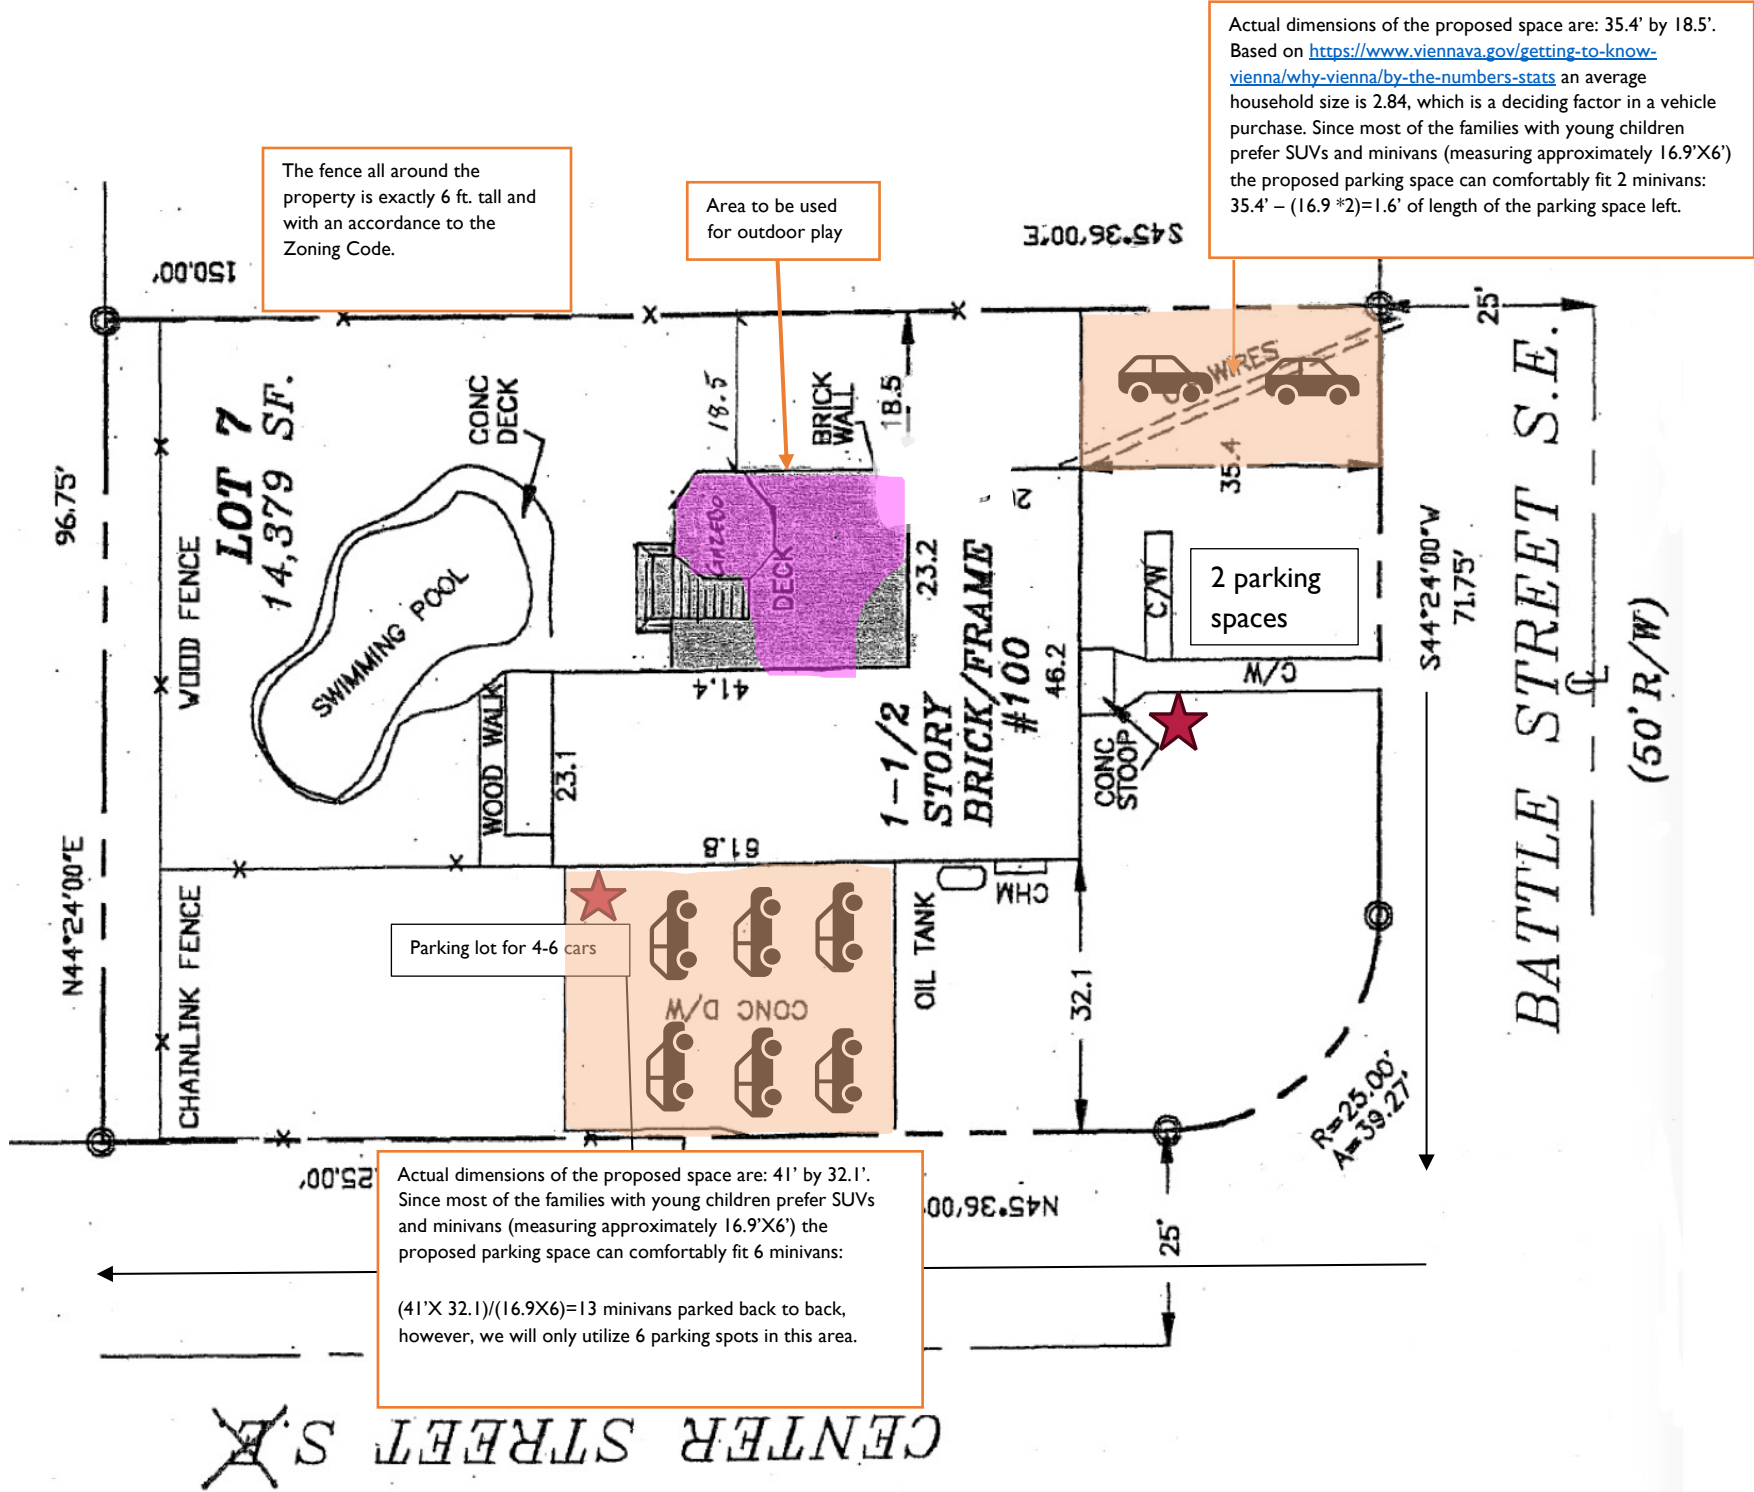 Actual dimensions of the proposed space are: 35.4’ by 18.5’.
Based on https://www.viennava.gov/getting-to-know-
vienna/why-vienna/by-the-numbers-stats an average
household size is 2.84, which is a deciding factor in a vehicle
purchase. Since most of the families with young children
prefer SUVs and minivans (measuring approximately 16.9’X6’)
the proposed parking space can comfortably fit 2 minivans:
35.4’ – (16.9 *2)=1.6’ of length of the parking space left.
The fence all around the
property is exactly 6 ft. tall and
with an accordance to the
Zoning Code.
Area to be used
for outdoor play
S45°36'00"E
150.00'
25'
WIRES
35.4
18.5
18.5
BRICK
WALL
CONC
DECK
LOT 7
14,379 SF.
96.75'
WOOD FENCE
SWIMMING POOL
GAZEBO
DECK
23.2
2 parking
spaces
C/W
C/W
S44°24'00"W
71.75'
BATTLE STREET S.E.
(50' R/W)
CL
41.4
1-1/2
STORY
BRICK/FRAME
#100
46.2
CONC
STOOP
WOOD WALK
23.1
61.8
CHM
OIL TANK
32.1
N44°24'00"E
CHAINLINK FENCE
Parking lot for 4-6 cars
CONC D/W
R=25.00'
A=39.27'
25.00'
N45°36'00"
25'
Actual dimensions of the proposed space are: 41’ by 32.1’.
Since most of the families with young children prefer SUVs
and minivans (measuring approximately 16.9’X6’) the
proposed parking space can comfortably fit 6 minivans:
(41’X 32.1)/(16.9X6)=13 minivans parked back to back,
however, we will only utilize 6 parking spots in this area.
CENTER STREET S.E.